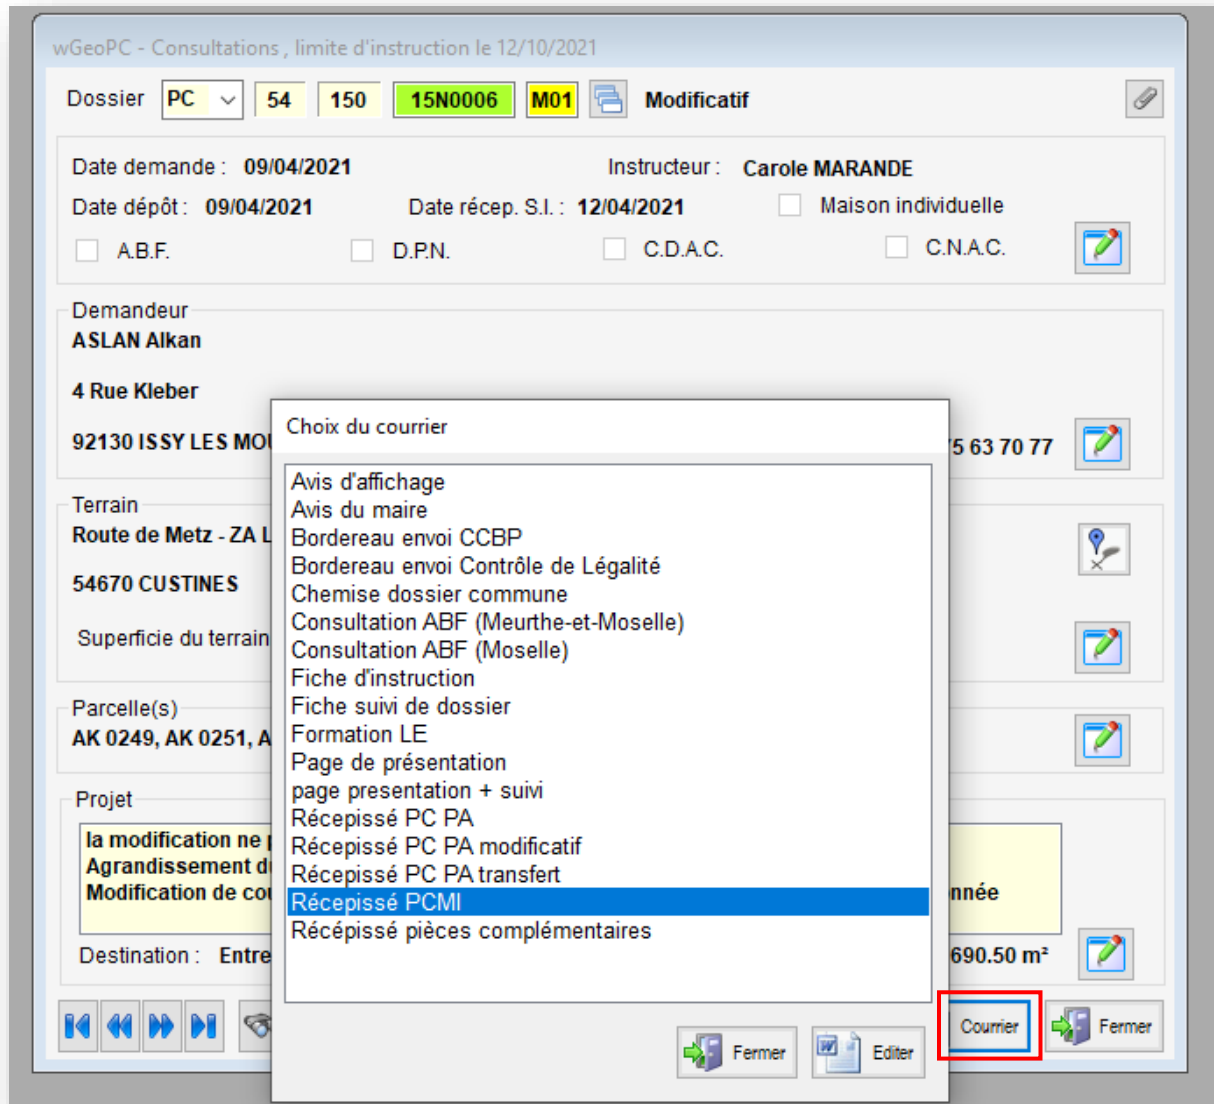 wGeoPC - Consultations , limite d'instruction le 12/10/2021
Dossier PC 54 150 15N0006 M01 Modificatif
Date demande : 09/04/2021 Instructeur : Carole MARANDE
Date dépôt : 09/04/2021 Date récep. S.I. : 12/04/2021 Maison individuelle
A.B.F. D.P.N. C.D.A.C. C.N.A.C.
Demandeur
ASLAN Alkan
4 Rue Kleber
92130 ISSY LES MOU 5 63 70 77
Terrain
Route de Metz - ZA L
54670 CUSTINES
Superficie du terrain
Parcelle(s)
AK 0249, AK 0251, A
Projet
la modification ne p
Agrandissement du
Modification de cou nnée
Destination : Entre 690.50 m²
Courrier Fermer
Choix du courrier
Avis d'affichage
Avis du maire
Bordereau envoi CCBP
Bordereau envoi Contrôle de Légalité
Chemise dossier commune
Consultation ABF (Meurthe-et-Moselle)
Consultation ABF (Moselle)
Fiche d'instruction
Fiche suivi de dossier
Formation LE
Page de présentation
page presentation + suivi
Récepissé PC PA
Récepissé PC PA modificatif
Récepissé PC PA transfert
Récepissé PCMI
Récépissé pièces complémentaires
Fermer Editer